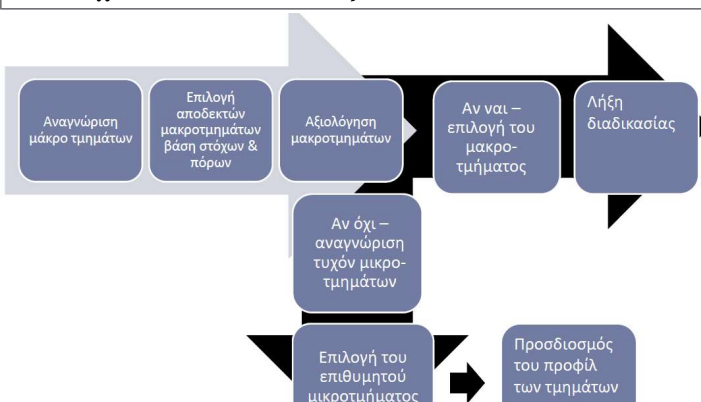 Αναγνώριση
μάκρο τμημάτων
Επιλογή
αποδεκτών
μακροτμημάτων
βάση στόχων &
πόρων
Αξιολόγηση
μακροτμημάτων
Αν ναι –
επιλογή του
μακρο-
τμήματος
Λήξη
διαδικασίας
Αν όχι –
αναγνώριση
τυχόν μικρο-
τμημάτων
Επιλογή του
επιθυμητού
μικροτμήματος
Προσδιοσμός
του προφίλ
των τμημάτων